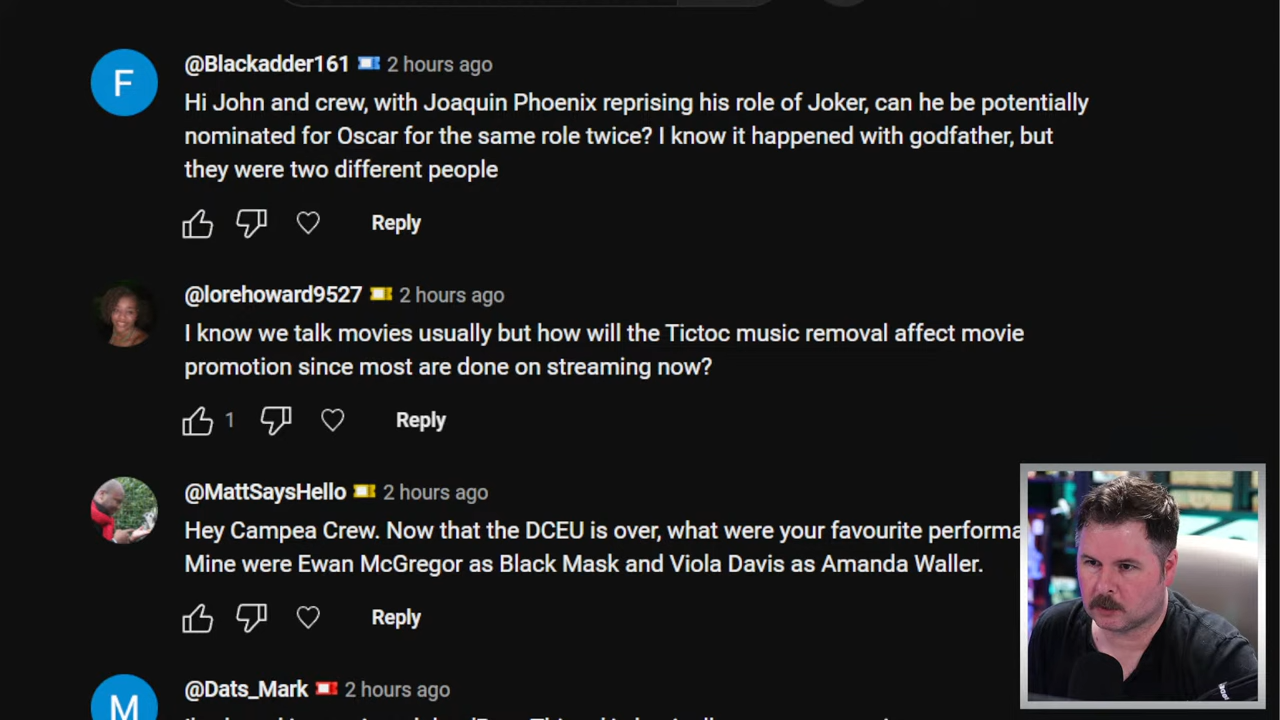 F
@Blackadder161 2 hours ago
Hi John and crew, with Joaquin Phoenix reprising his role of Joker, can he be potentially
nominated for Oscar for the same role twice? I know it happened with godfather, but
they were two different people
Reply
@lorehoward9527 2 hours ago
I know we talk movies usually but how will the Tictoc music removal affect movie
promotion since most are done on streaming now?
1 Reply
@MattSaysHello 2 hours ago
Hey Campea Crew. Now that the DCEU is over, what were your favourite performa
Mine were Ewan McGregor as Black Mask and Viola Davis as Amanda Waller.
Reply
M
@Dats_Mark 2 hours ago